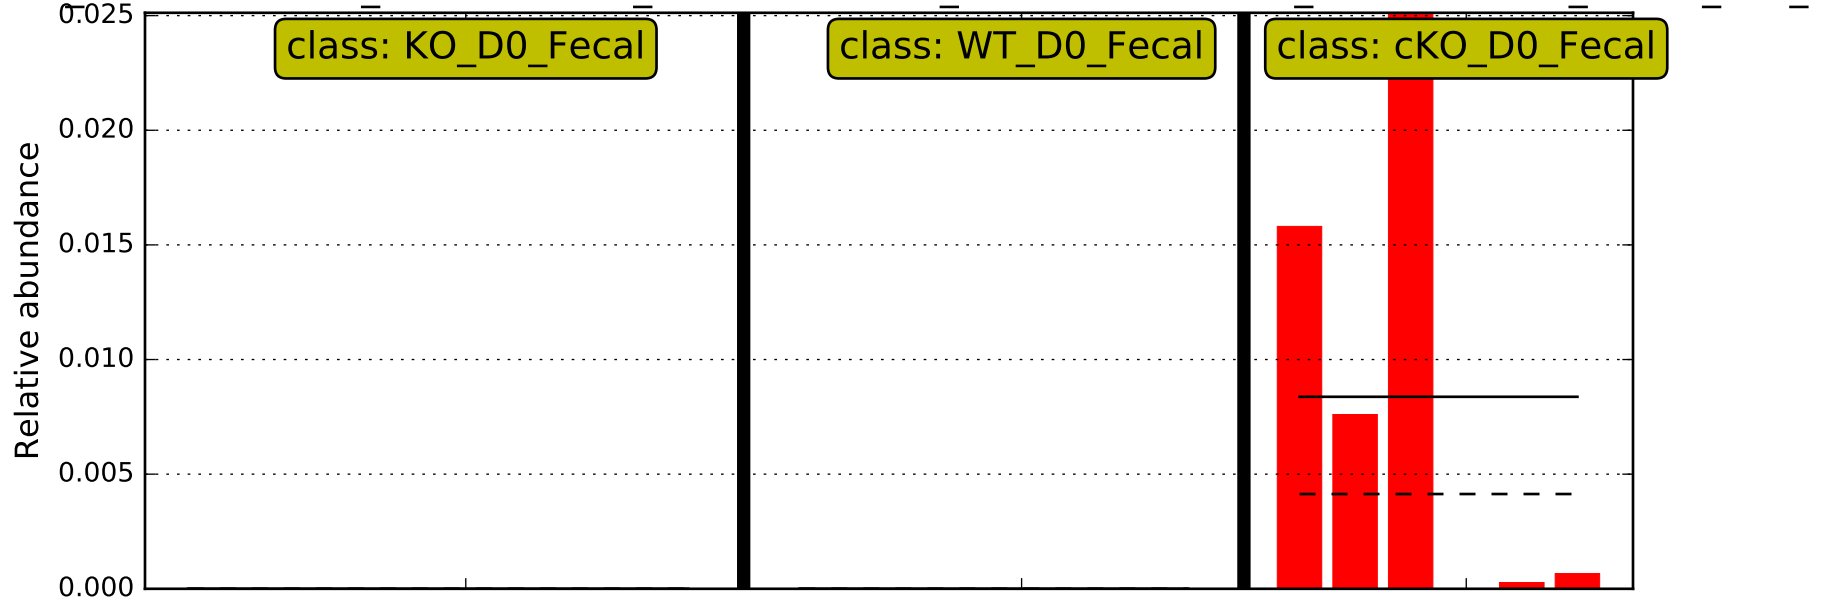 0.025
class: KO_D0_Fecal
class: WT_D0_Fecal
class: cKO_D0_Fecal
0.020
0.015
0.010
0.005
0.000
Relative abundance